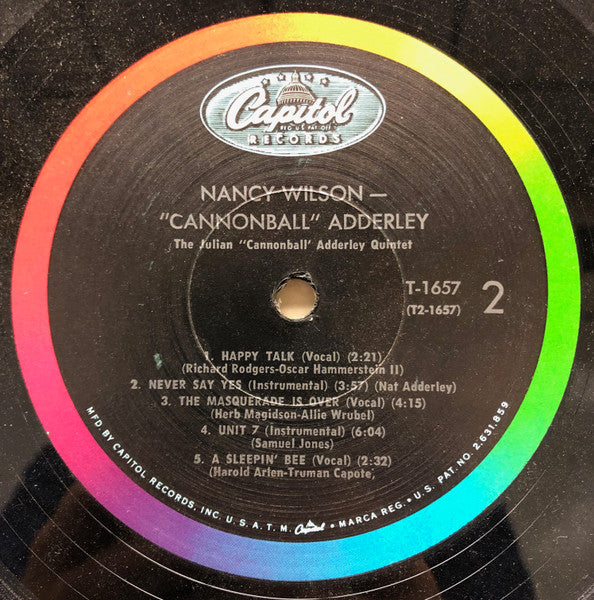 Capitol
REG. U.S. PAT. OFF.
RECORDS
NANCY WILSON —
"CANNONBALL" ADDERLEY
The Julian "Cannonball' Adderley Quintet
T-1657
(T2-1657)
2
1. HAPPY TALK (Vocal) (2:21)
(Richard Rodgers-Oscar Hammerstein II)
2. NEVER SAY YES (Instrumental) (3:57) (Nat Adderley)
3. THE MASQUERADE IS OVER (Vocal) (4:15)
(Herb Magidson-Allie Wrubel)
4. UNIT 7 (Instrumental) (6:04)
(Samuel Jones)
5. A SLEEPIN' BEE (Vocal) (2:32)
(Harold Arlen-Truman Capote,
MFD. BY CAPITOL RECORDS, INC. U. S. A. T. M. Capitol • MARCA REG. • U. S. PAT. NO. 2,631,859